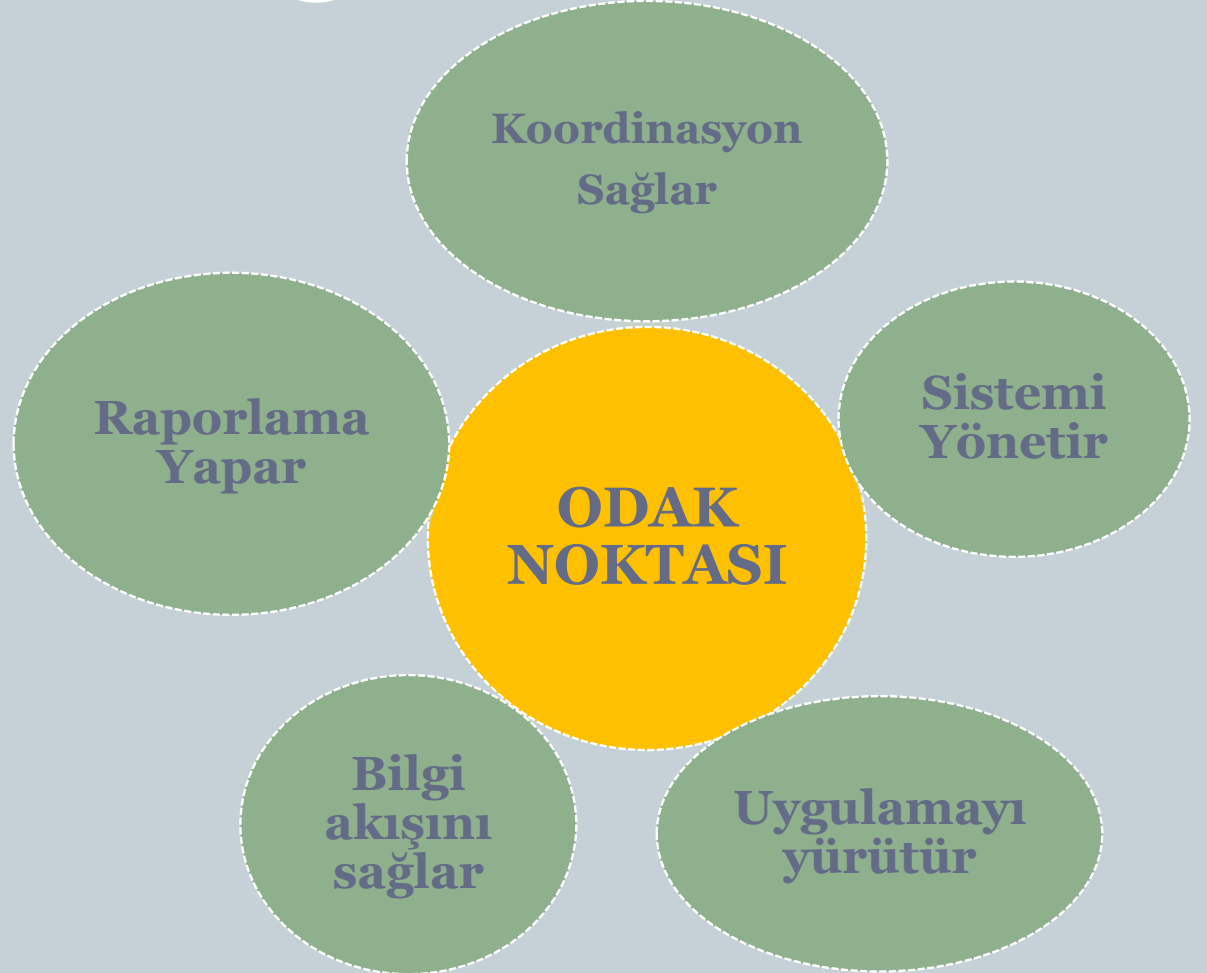 Koordinasyon
Sağlar
Sistemi
Yönetir
Raporlama
Yapar
ODAK
NOKTASI
Bilgi
akışını
sağlar
Uygulamayı
yürütür